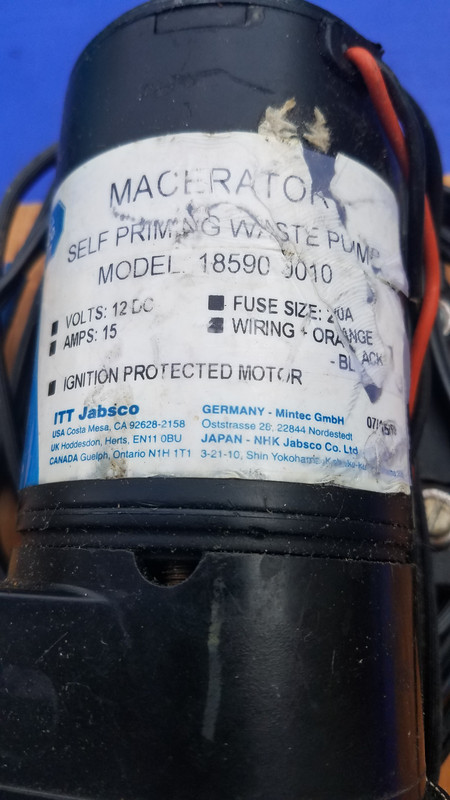 MACERATOR
SELF PRIMING WASTE PUMP
MODEL: 18590 0010
VOLTS: 12 DC
AMPS: 15
FUSE SIZE: 20A
WIRING + ORANGE
- BLACK
IGNITION PROTECTED MOTOR
ITT Jabsco
USA Costa Mesa, CA 92628-2158
UK Hoddesdon, Herts, EN11 0BU
CANADA Guelph, Ontario N1H 1T1
GERMANY - Mintec GmbH
Oststrasse 28, 22844 Nordestedt
JAPAN - NHK Jabsco Co. Ltd
3-21-10, Shin Yokohama,